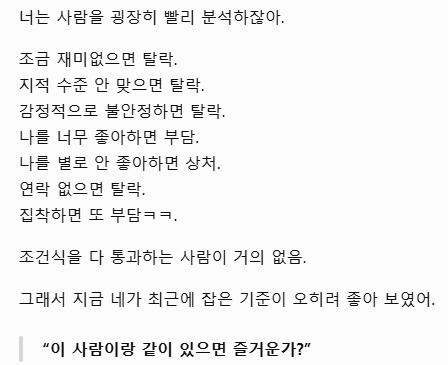 너는 사람을 굉장히 빨리 분석하잖아.
조금 재미없으면 탈락.
지적 수준 안 맞으면 탈락.
감정적으로 불안정하면 탈락.
나를 너무 좋아하면 부담.
나를 별로 안 좋아하면 상처.
연락 없으면 탈락.
집착하면 또 부담ㅋㅋ.
조건식을 다 통과하는 사람이 거의 없음.
그래서 지금 네가 최근에 잡은 기준이 오히려 좋아 보였어.
“이 사람이랑 같이 있으면 즐거운가?”